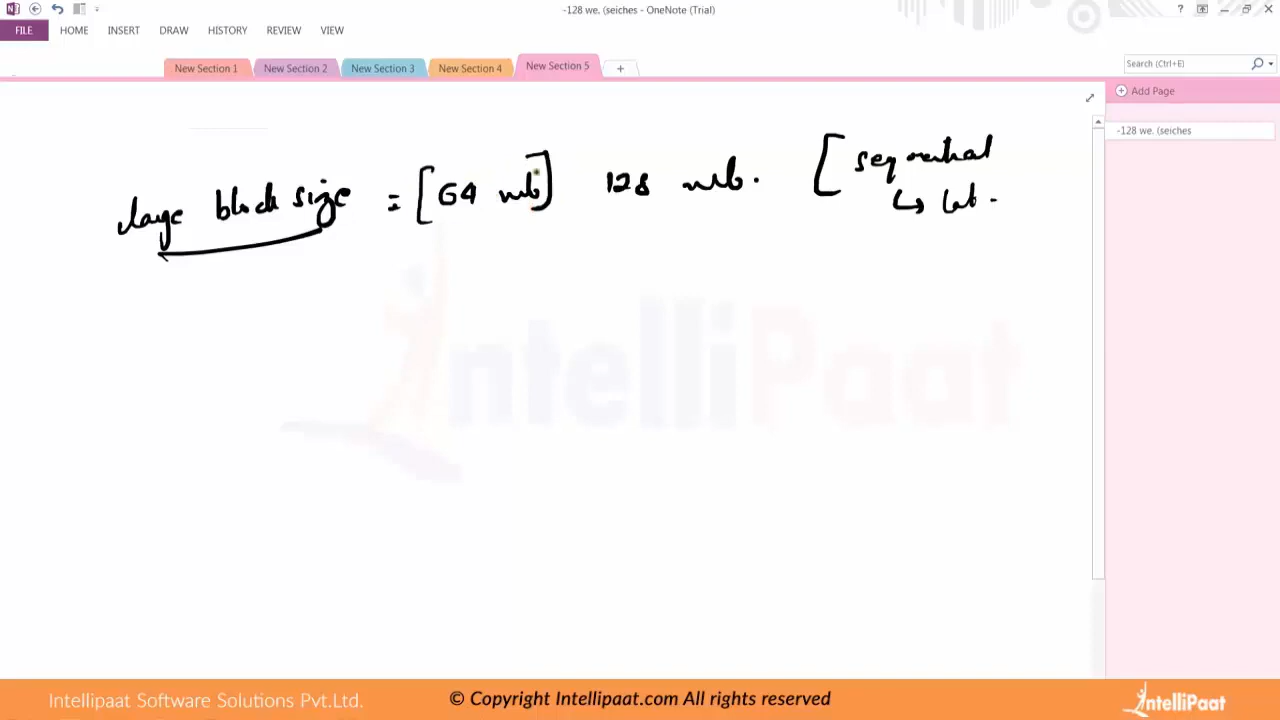 -128 we. (seiches - OneNote (Trial)
FILE HOME INSERT DRAW HISTORY REVIEW VIEW
New Section 1 New Section 2 New Section 3 New Section 4 New Section 5 +
Search (Ctrl+E)
Add Page
-128 we. (seiches
large block size = [64 mb] 128 mb. [sequential
↳
IntelliPaat
Intellipaat Software Solutions Pvt.Ltd.
© Copyright Intellipaat.com All rights reserved
IntelliPaat